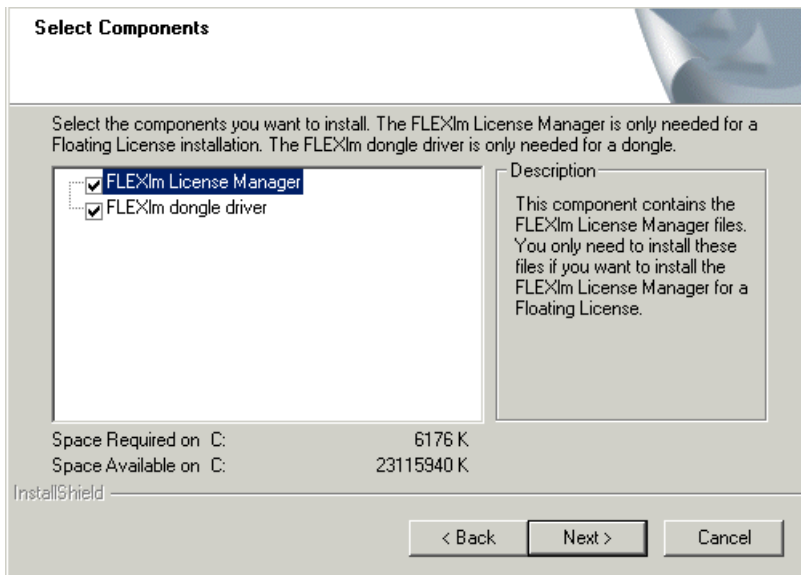 Select Components
Select the components you want to install. The FLEXlm License Manager is only needed for a
Floating License installation. The FLEXlm dongle driver is only needed for a dongle.
FLEXlm License Manager
FLEXlm dongle driver
Description
This component contains the
FLEXlm License Manager files.
You only need to install these
files if you want to install the
FLEXlm License Manager for a
Floating License.
Space Required on C: 6176 K
Space Available on C: 23115940 K
InstallShield
< Back Next > Cancel